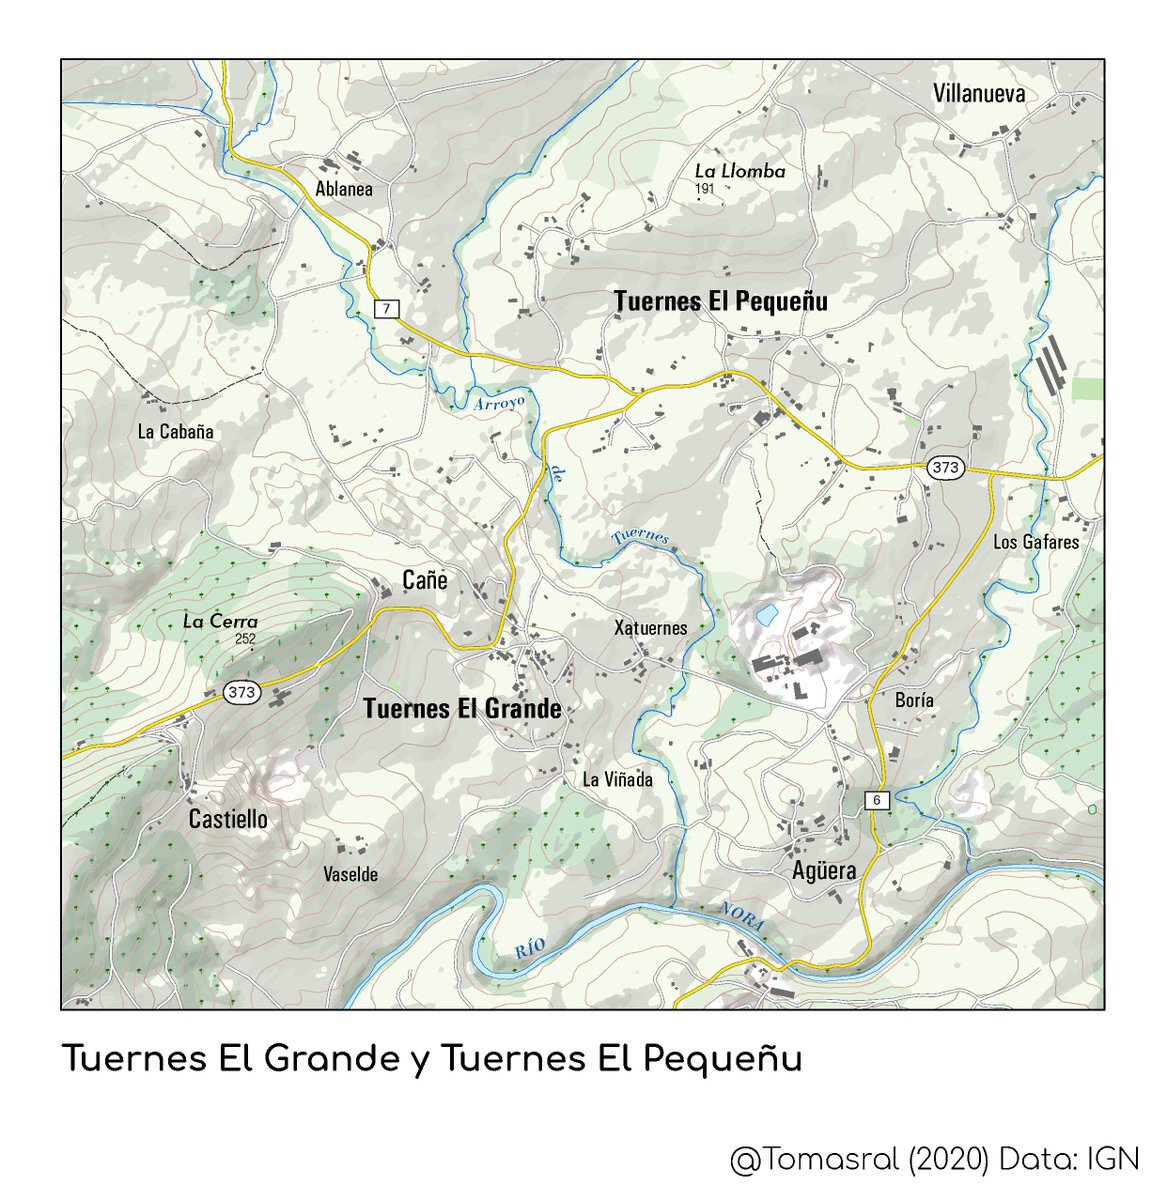 Villanueva
La Llomba
191
Ablanea
Tuernes El Pequeñu
7
Arroyo
de
Tuernes
La Cabaña
373
Los Gafares
Cañe
La Cerra
252
Xatuernes
373
Tuernes El Grande
Boría
La Viñada
6
Castiello
Vaselde
Agüera
RÍO
NORA
Tuernes El Grande y Tuernes El Pequeñu
@Tomasral (2020) Data: IGN